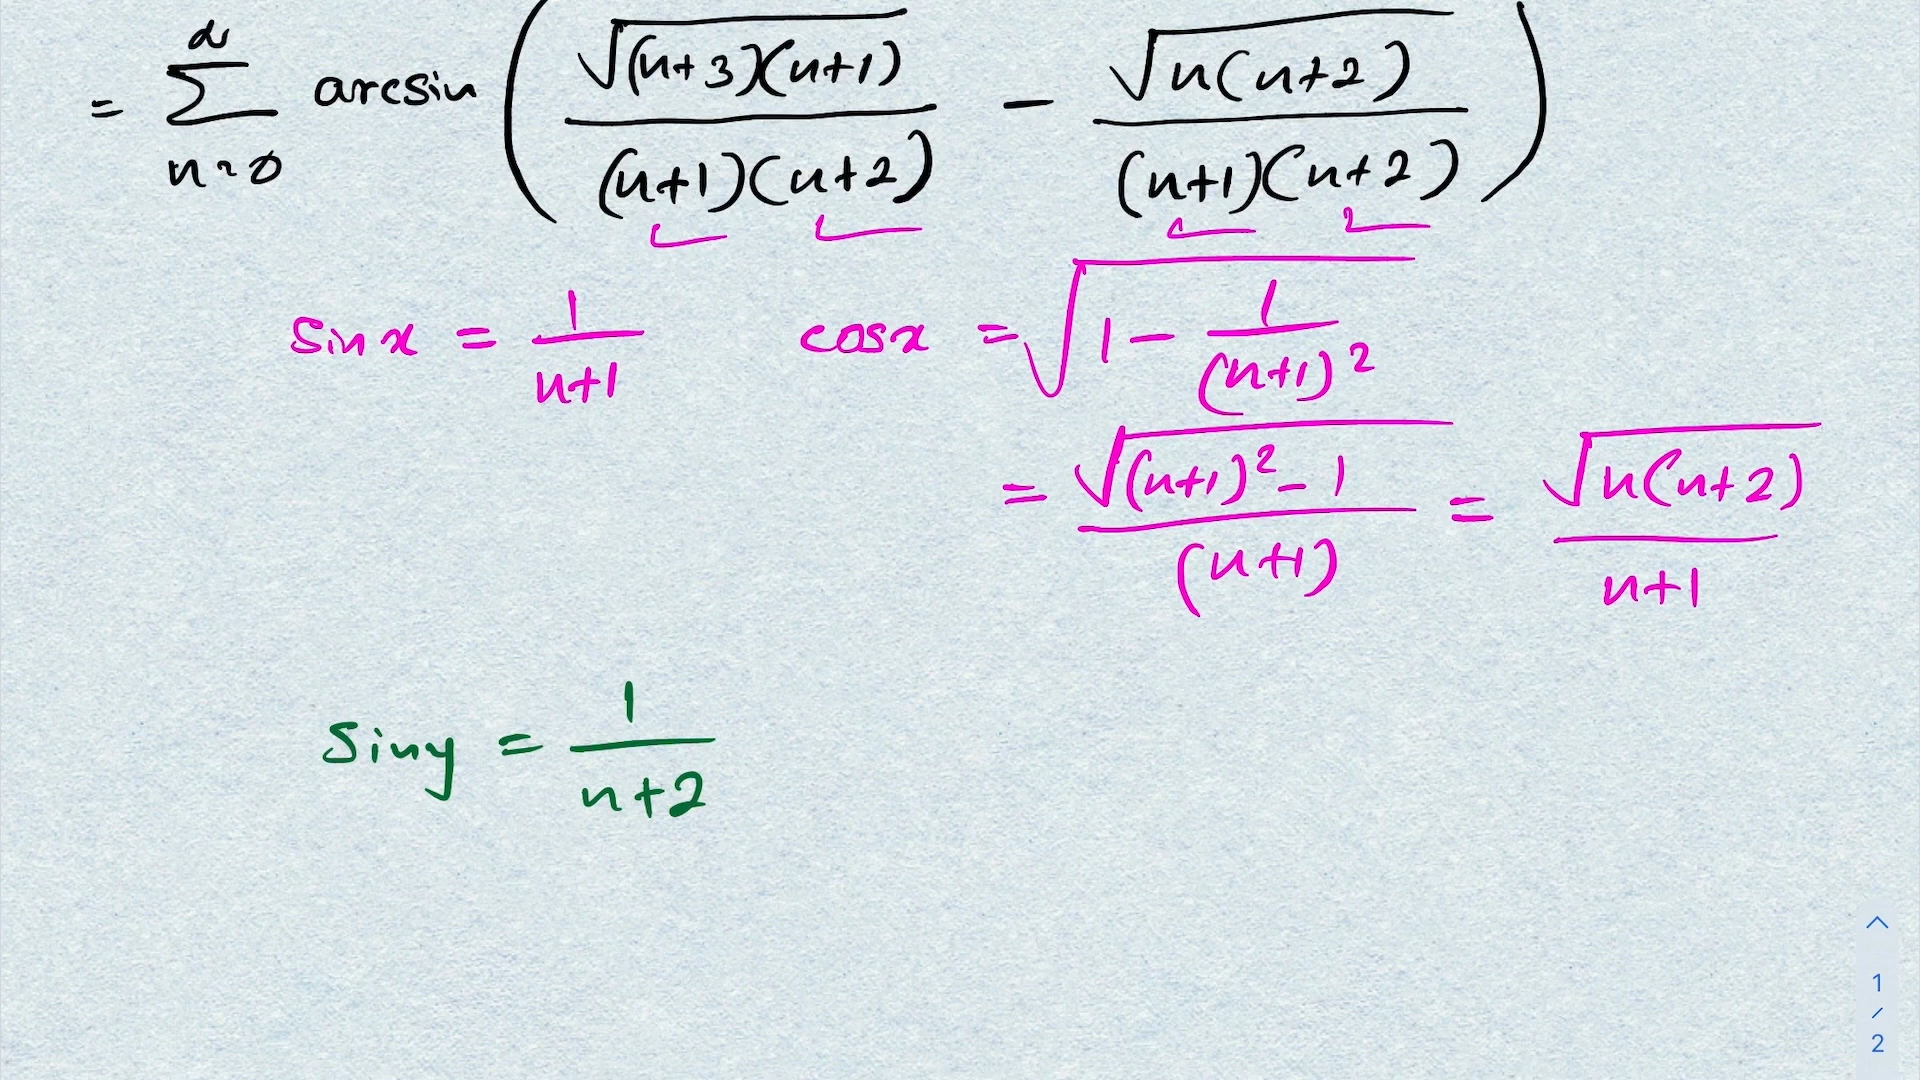 = ∑_{n=0}^{∞} arcsin ( √((n+3)(n+1)) / ((n+1)(n+2)) − √(n(n+2)) / ((n+1)(n+2)) )
sin x = 1/(n+1)   cos x = √(1 − 1/(n+1)²)
= √((n+1)² − 1) / (n+1) = √(n(n+2)) / (n+1)
sin y = 1/(n+2)
1
/
2